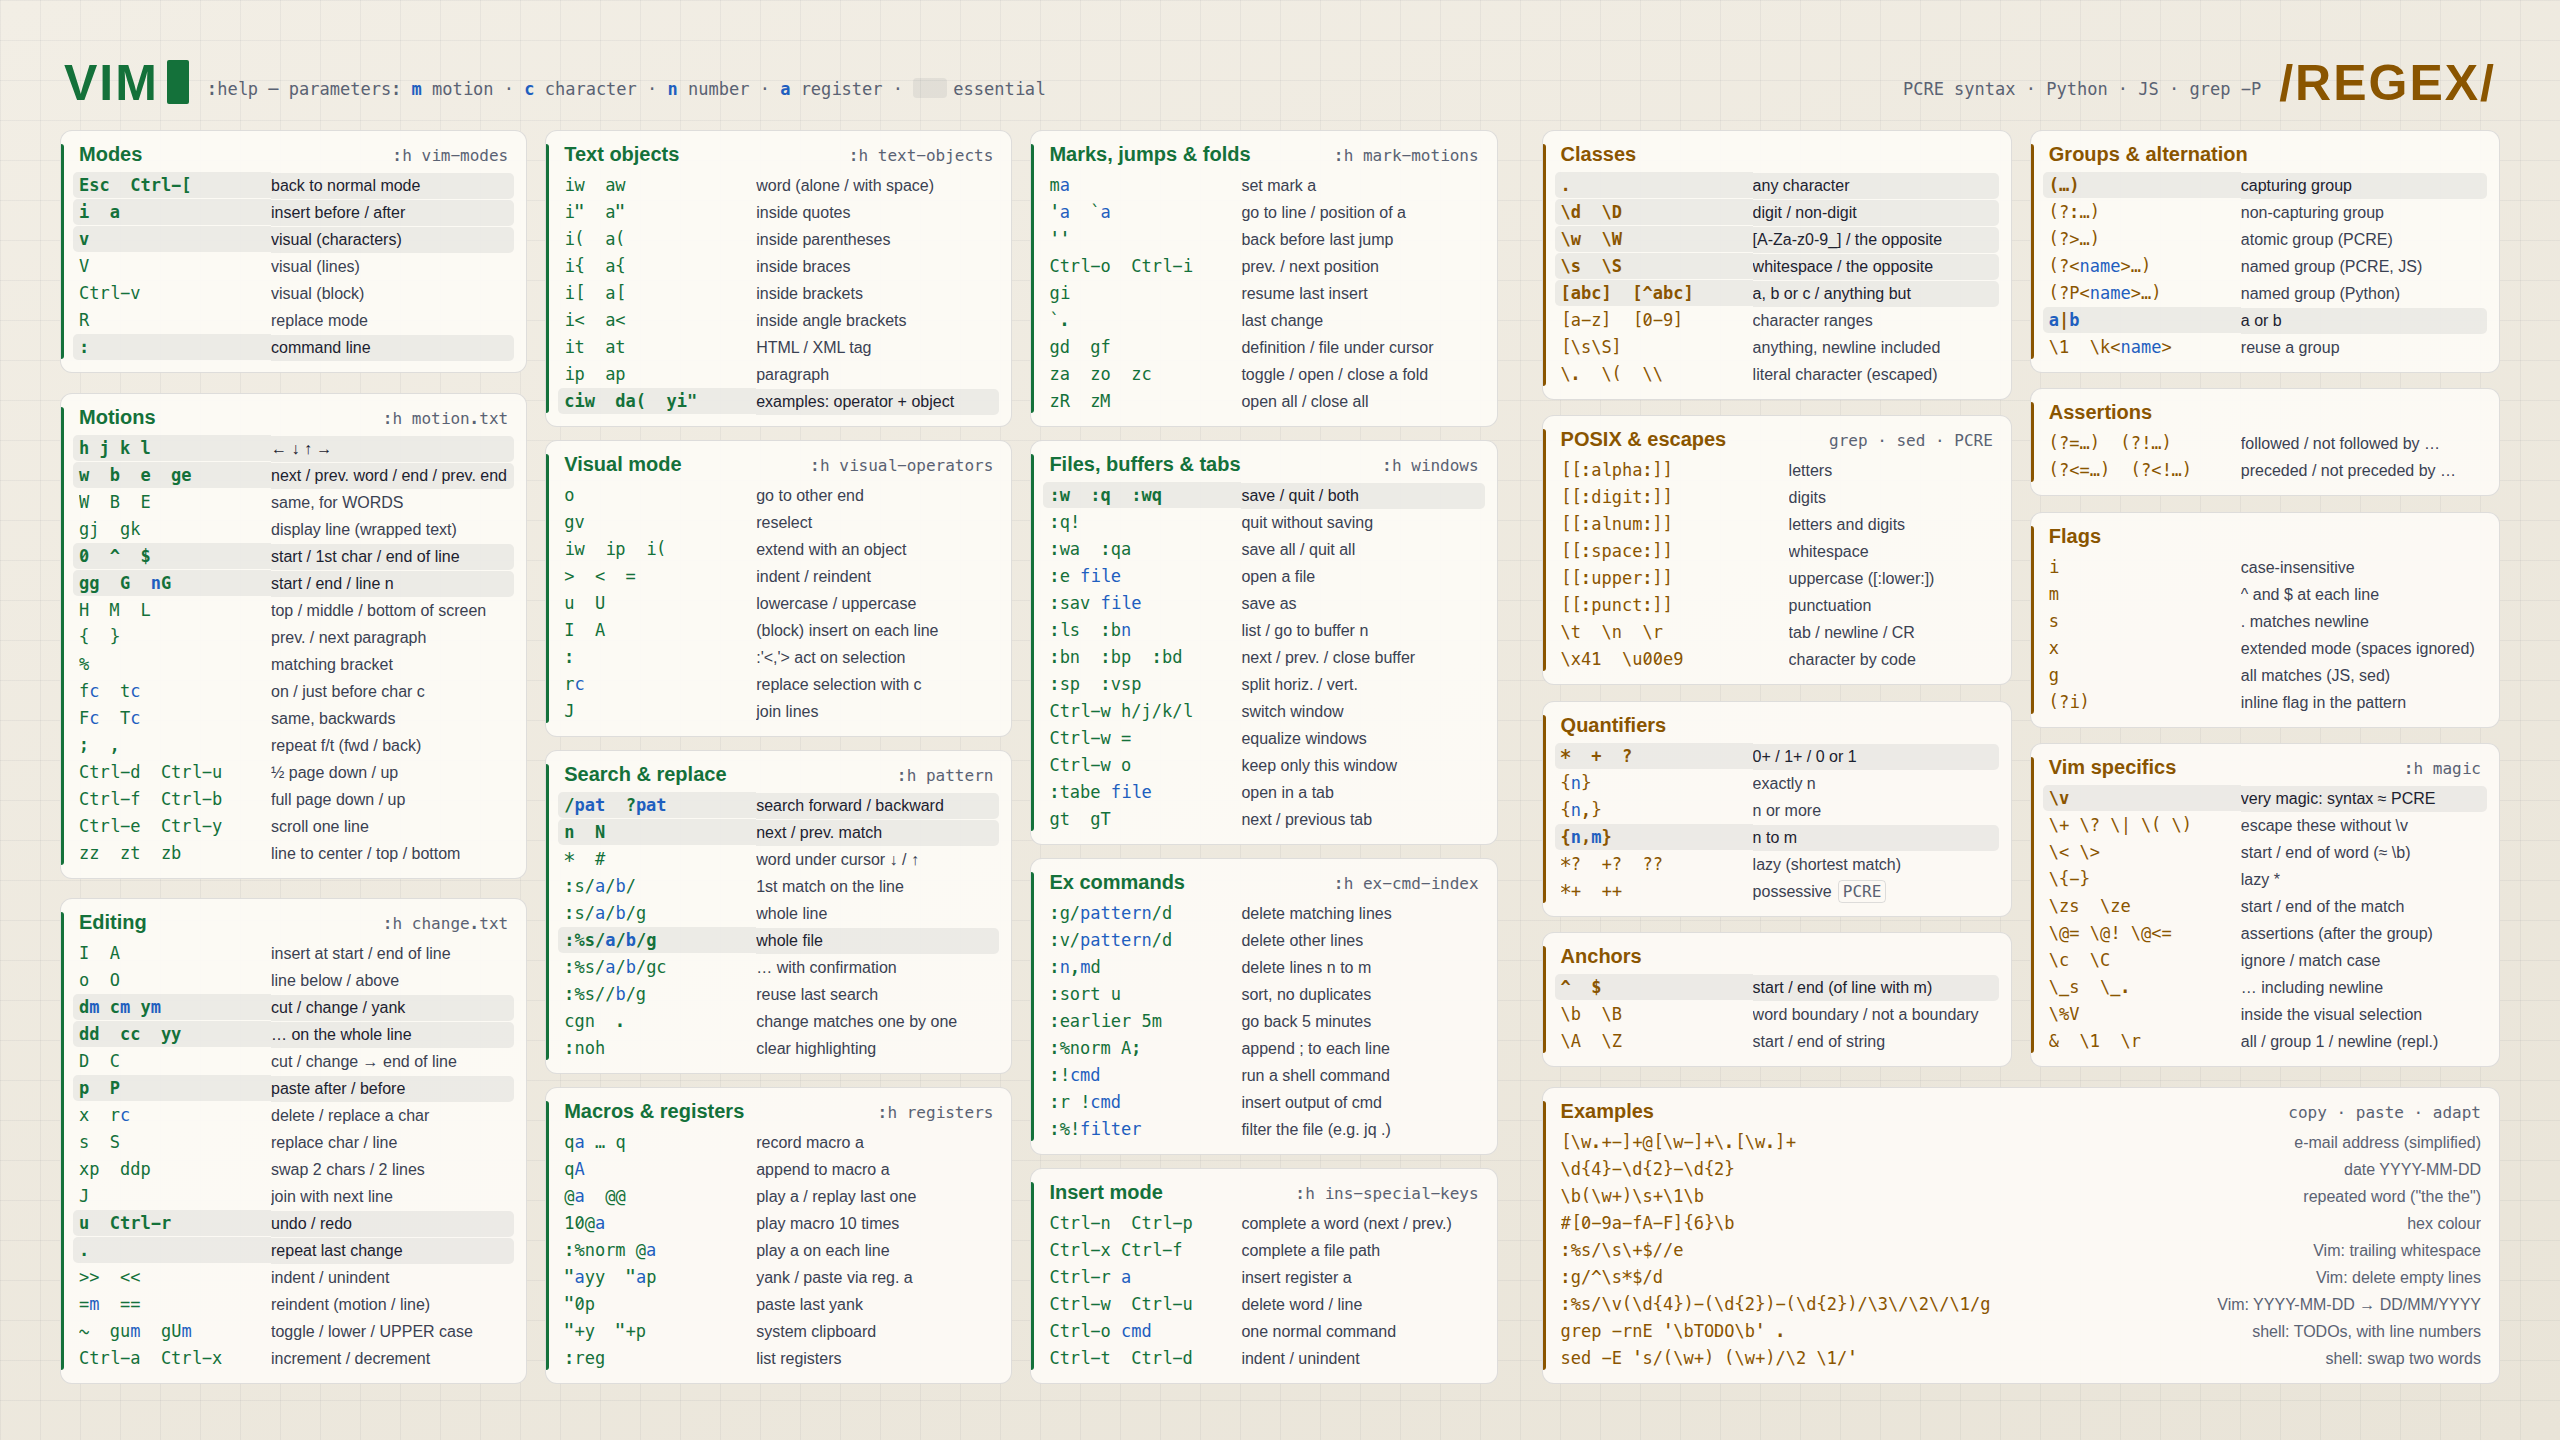 VIM
:help — parameters: m motion · c character · n number · a register · essential
Modes :h vim-modes
Esc Ctrl-[ back to normal mode
i a insert before / after
v visual (characters)
V visual (lines)
Ctrl-v visual (block)
R replace mode
: command line
Motions :h motion.txt
h j k l ← ↓ ↑ →
w b e ge next / prev. word / end / prev. end
W B E same, for WORDS
gj gk display line (wrapped text)
0 ^ $ start / 1st char / end of line
gg G nG start / end / line n
H M L top / middle / bottom of screen
{ } prev. / next paragraph
% matching bracket
fc tc on / just before char c
Fc Tc same, backwards
; , repeat f/t (fwd / back)
Ctrl-d Ctrl-u ½ page down / up
Ctrl-f Ctrl-b full page down / up
Ctrl-e Ctrl-y scroll one line
zz zt zb line to center / top / bottom
Editing :h change.txt
I A insert at start / end of line
o O line below / above
dm cm ym cut / change / yank
dd cc yy … on the whole line
D C cut / change → end of line
p P paste after / before
x rc delete / replace a char
s S replace char / line
xp ddp swap 2 chars / 2 lines
J join with next line
u Ctrl-r undo / redo
. repeat last change
>> << indent / unindent
=m == reindent (motion / line)
~ gum gUm toggle / lower / UPPER case
Ctrl-a Ctrl-x increment / decrement
Text objects :h text-objects
iw aw word (alone / with space)
i" a" inside quotes
i( a( inside parentheses
i{ a{ inside braces
i[ a[ inside brackets
i< a< inside angle brackets
it at HTML / XML tag
ip ap paragraph
ciw da( yi" examples: operator + object
Visual mode :h visual-operators
o go to other end
gv reselect
iw ip i( extend with an object
> < = indent / reindent
u U lowercase / uppercase
I A (block) insert on each line
: :'<,'> act on selection
rc replace selection with c
J join lines
Search & replace :h pattern
/pat ?pat search forward / backward
n N next / prev. match
* # word under cursor ↓ / ↑
:s/a/b/ 1st match on the line
:s/a/b/g whole line
:%s/a/b/g whole file
:%s/a/b/gc … with confirmation
:%s//b/g reuse last search
cgn . change matches one by one
:noh clear highlighting
Macros & registers :h registers
qa … q record macro a
qA append to macro a
@a @@ play a / replay last one
10@a play macro 10 times
:%norm @a play a on each line
"ayy "ap yank / paste via reg. a
"0p paste last yank
"+y "+p system clipboard
:reg list registers
Marks, jumps & folds :h mark-motions
ma set mark a
'a `a go to line / position of a
'' back before last jump
Ctrl-o Ctrl-i prev. / next position
gi resume last insert
`. last change
gd gf definition / file under cursor
za zo zc toggle / open / close a fold
zR zM open all / close all
Files, buffers & tabs :h windows
:w :q :wq save / quit / both
:q! quit without saving
:wa :qa save all / quit all
:e file open a file
:sav file save as
:ls :bn list / go to buffer n
:bn :bp :bd next / prev. / close buffer
:sp :vsp split horiz. / vert.
Ctrl-w h/j/k/l switch window
Ctrl-w = equalize windows
Ctrl-w o keep only this window
:tabe file open in a tab
gt gT next / previous tab
Ex commands :h ex-cmd-index
:g/pattern/d delete matching lines
:v/pattern/d delete other lines
:n,md delete lines n to m
:sort u sort, no duplicates
:earlier 5m go back 5 minutes
:%norm A; append ; to each line
:!cmd run a shell command
:r !cmd insert output of cmd
:%!filter filter the file (e.g. jq .)
Insert mode :h ins-special-keys
Ctrl-n Ctrl-p complete a word (next / prev.)
Ctrl-x Ctrl-f complete a file path
Ctrl-r a insert register a
Ctrl-w Ctrl-u delete word / line
Ctrl-o cmd one normal command
Ctrl-t Ctrl-d indent / unindent
PCRE syntax · Python · JS · grep -P /REGEX/
Classes
. any character
\d \D digit / non-digit
\w \W [A-Za-z0-9_] / the opposite
\s \S whitespace / the opposite
[abc] [^abc] a, b or c / anything but
[a-z] [0-9] character ranges
[\s\S] anything, newline included
\. \( \\ literal character (escaped)
POSIX & escapes grep · sed · PCRE
[[:alpha:]] letters
[[:digit:]] digits
[[:alnum:]] letters and digits
[[:space:]] whitespace
[[:upper:]] uppercase ([:lower:])
[[:punct:]] punctuation
\t \n \r tab / newline / CR
\x41 \u00e9 character by code
Quantifiers
* + ? 0+ / 1+ / 0 or 1
{n} exactly n
{n,} n or more
{n,m} n to m
*? +? ?? lazy (shortest match)
*+ ++ possessive PCRE
Anchors
^ $ start / end (of line with m)
\b \B word boundary / not a boundary
\A \Z start / end of string
Groups & alternation
(…) capturing group
(?:…) non-capturing group
(?>…) atomic group (PCRE)
(?<name>…) named group (PCRE, JS)
(?P<name>…) named group (Python)
a|b a or b
\1 \k<name> reuse a group
Assertions
(?=…) (?!…) followed / not followed by …
(?<=…) (?<!…) preceded / not preceded by …
Flags
i case-insensitive
m ^ and $ at each line
s . matches newline
x extended mode (spaces ignored)
g all matches (JS, sed)
(?i) inline flag in the pattern
Vim specifics :h magic
\v very magic: syntax ≈ PCRE
\+ \? \| \( \) escape these without \v
\< \> start / end of word (≈ \b)
\{-} lazy *
\zs \ze start / end of the match
\@= \@! \@<= assertions (after the group)
\c \C ignore / match case
\_s \_. … including newline
\%V inside the visual selection
& \1 \r all / group 1 / newline (repl.)
Examples copy · paste · adapt
[\w.+-]+@[\w-]+\.[\w.]+ e-mail address (simplified)
\d{4}-\d{2}-\d{2} date YYYY-MM-DD
\b(\w+)\s+\1\b repeated word ("the the")
#[0-9a-fA-F]{6}\b hex colour
:%s/\s\+$//e Vim: trailing whitespace
:g/^\s*$/d Vim: delete empty lines
:%s/\v(\d{4})-(\d{2})-(\d{2})/\3\/\2\/\1/g Vim: YYYY-MM-DD → DD/MM/YYYY
grep -rnE '\bTODO\b' . shell: TODOs, with line numbers
sed -E 's/(\w+) (\w+)/\2 \1/' shell: swap two words